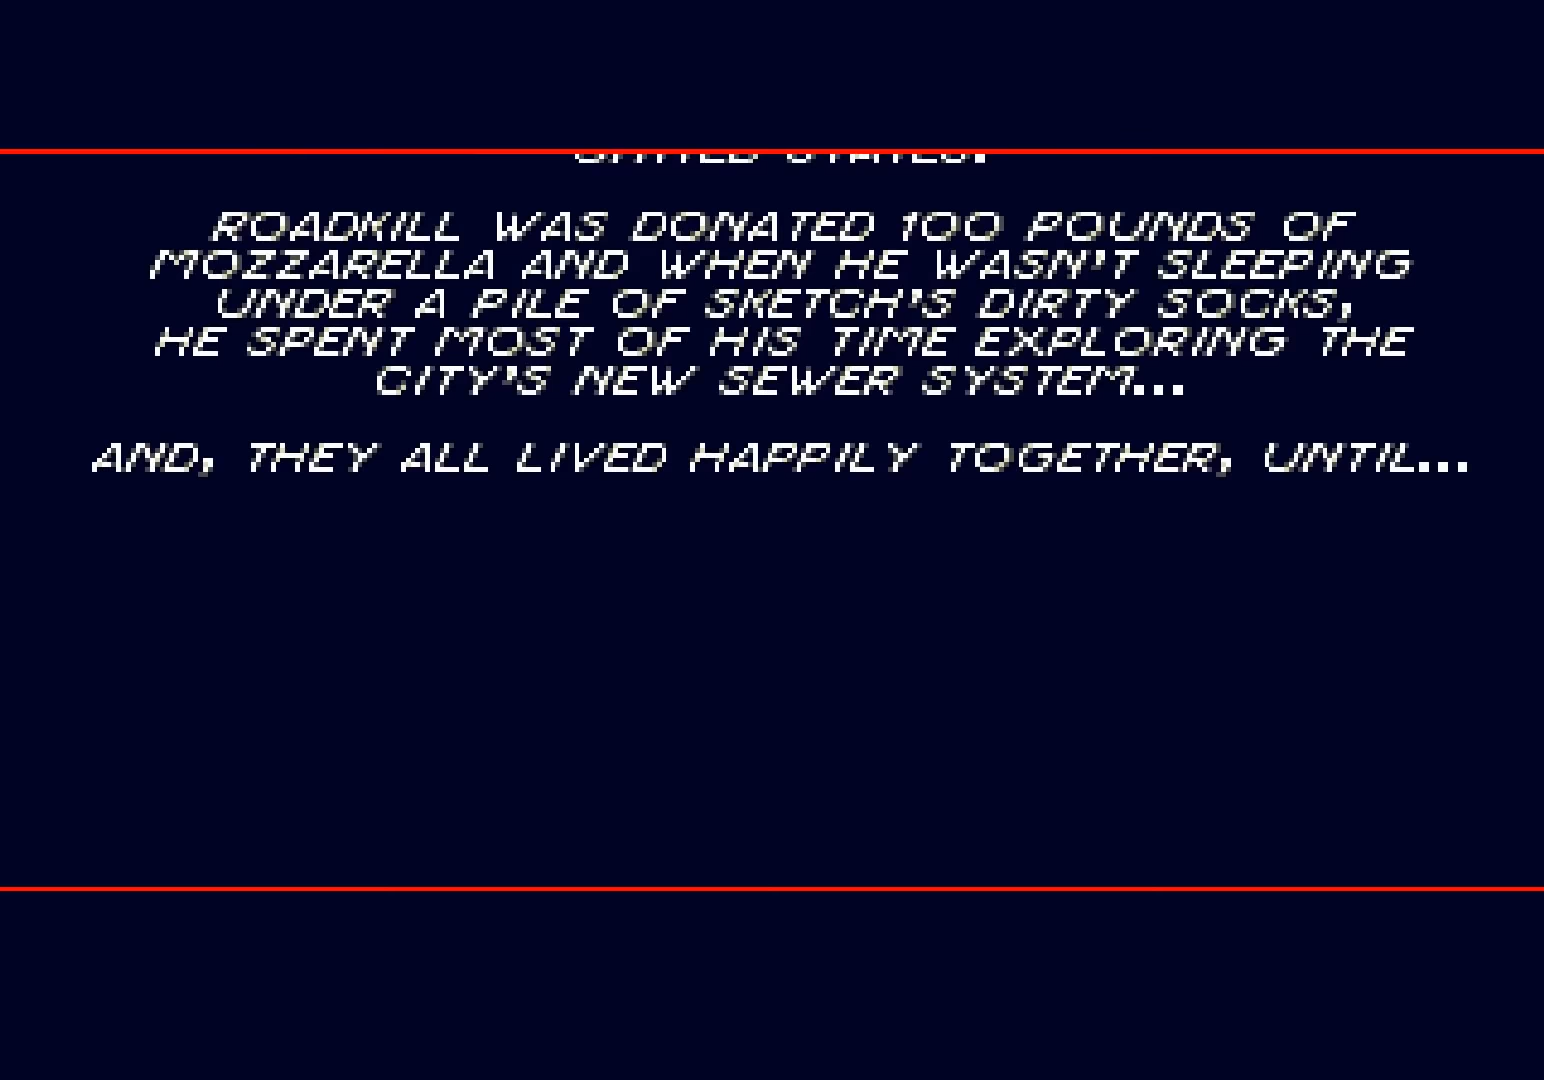 ROADKILL WAS DONATED 100 POUNDS OF
MOZZARELLA AND WHEN HE WASN'T SLEEPING
UNDER A PILE OF SKETCH'S DIRTY SOCKS,
HE SPENT MOST OF HIS TIME EXPLORING THE
CITY'S NEW SEWER SYSTEM...
AND, THEY ALL LIVED HAPPILY TOGETHER, UNTIL...